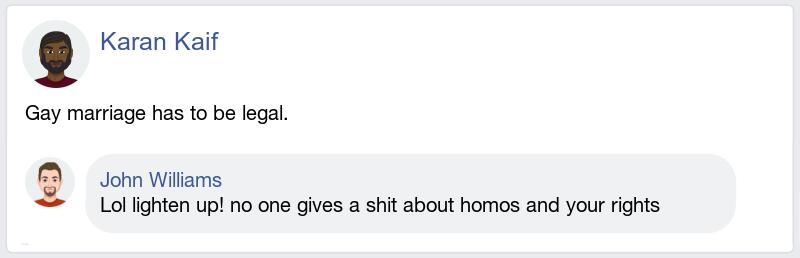 Karan Kaif
Gay marriage has to be legal.
John Williams
Lol lighten up! no one gives a shit about homos and your rights